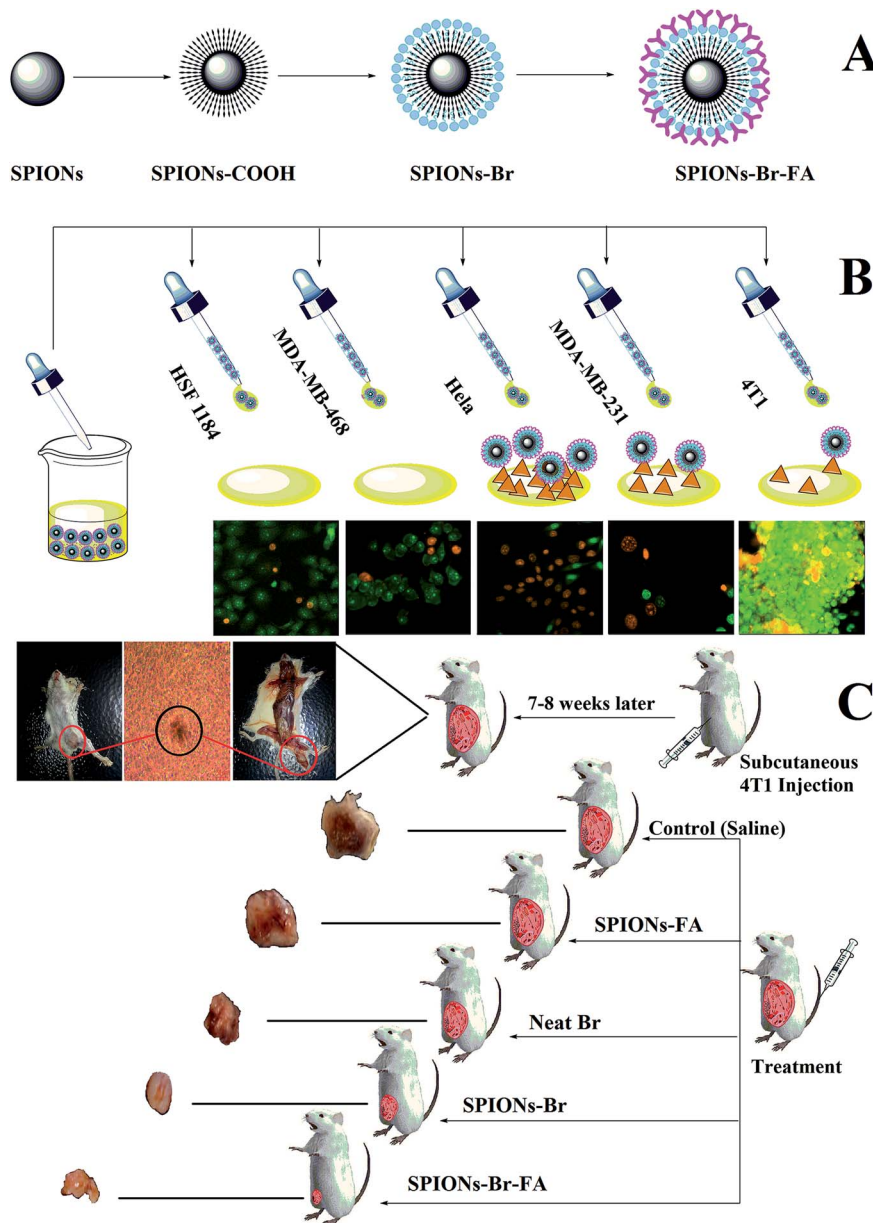 A
SPIONs
SPIONs-COOH
SPIONs-Br
SPIONs-Br-FA
B
HSF 1184
MDA-MB-468
Hela
MDA-MB-231
4T1
C
7-8 weeks later
Subcutaneous
4T1 Injection
Control (Saline)
SPIONs-FA
Neat Br
Treatment
SPIONs-Br
SPIONs-Br-FA